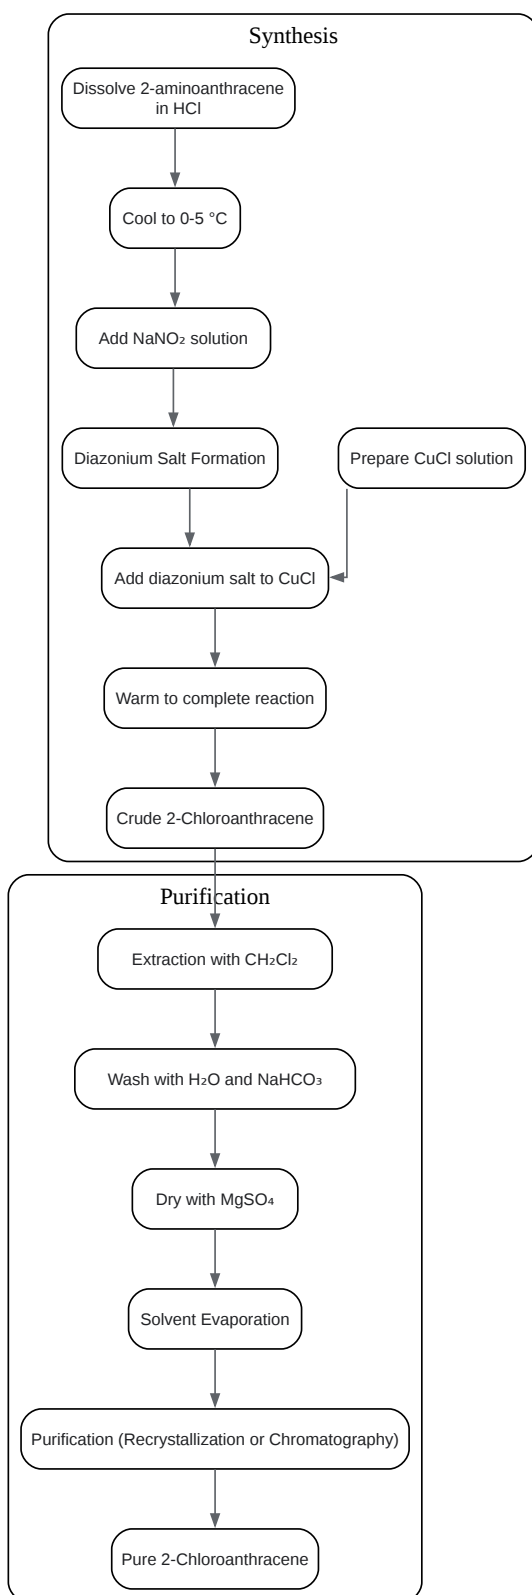 Synthesis
Dissolve 2-aminoanthracene
in HCl
Cool to 0-5 °C
Add NaNO₂ solution
Diazonium Salt Formation
Prepare CuCl solution
Add diazonium salt to CuCl
Warm to complete reaction
Crude 2-Chloroanthracene
Purification
Extraction with CH₂Cl₂
Wash with H₂O and NaHCO₃
Dry with MgSO₄
Solvent Evaporation
Purification (Recrystallization or Chromatography)
Pure 2-Chloroanthracene